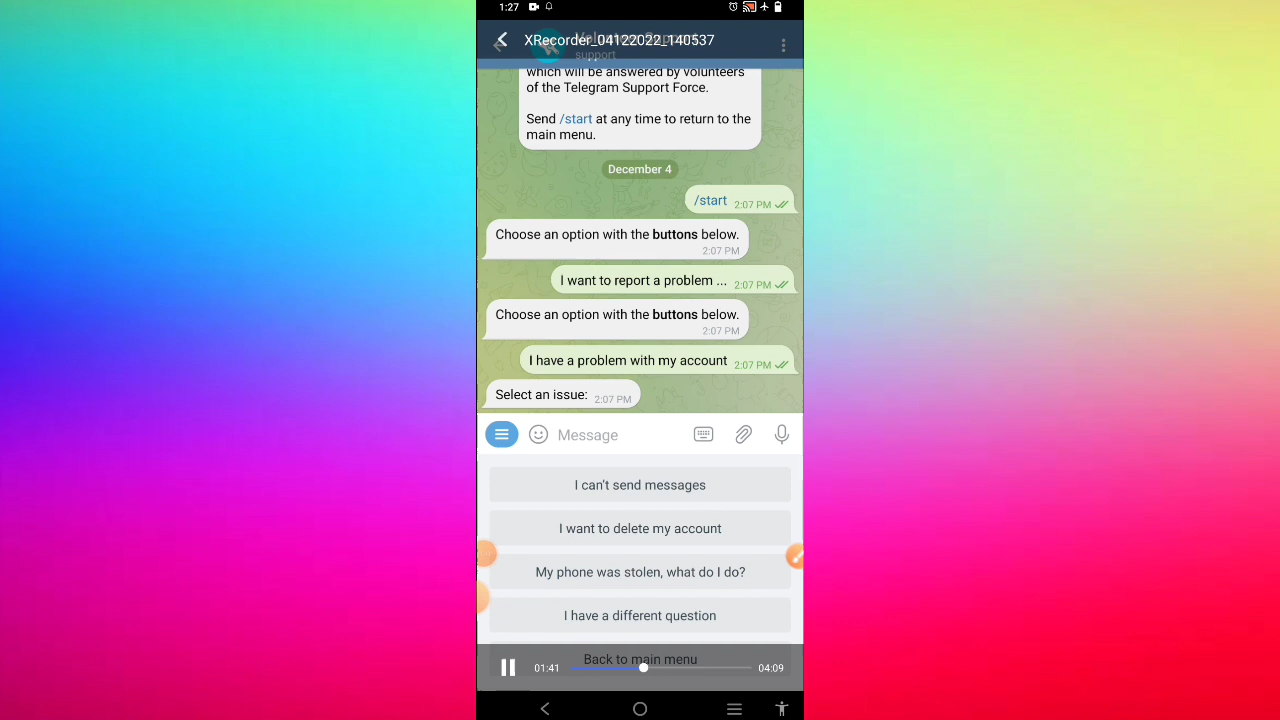 1:27
XRecorder_04122022_140537
Volunteer Support
support
which will be answered by volunteers
of the Telegram Support Force.
Send /start at any time to return to the
main menu.
December 4
/start 2:07 PM
Choose an option with the buttons below.
2:07 PM
I want to report a problem ... 2:07 PM
Choose an option with the buttons below.
2:07 PM
I have a problem with my account 2:07 PM
Select an issue: 2:07 PM
Message
I can't send messages
I want to delete my account
My phone was stolen, what do I do?
I have a different question
Back to main menu
01:41
04:09